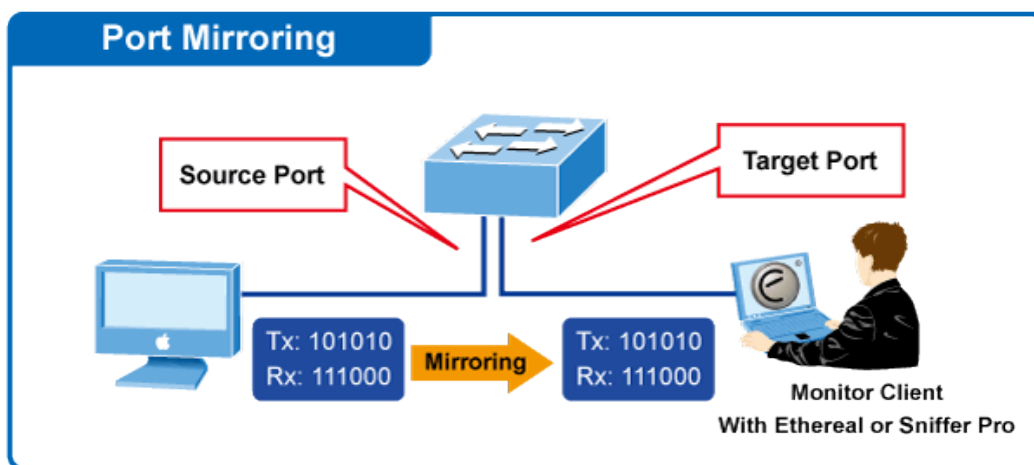 Port Mirroring
Source Port
Target Port
Tx: 101010
Rx: 111000
Mirroring
Tx: 101010
Rx: 111000
Monitor Client
With Ethereal or Sniffer Pro